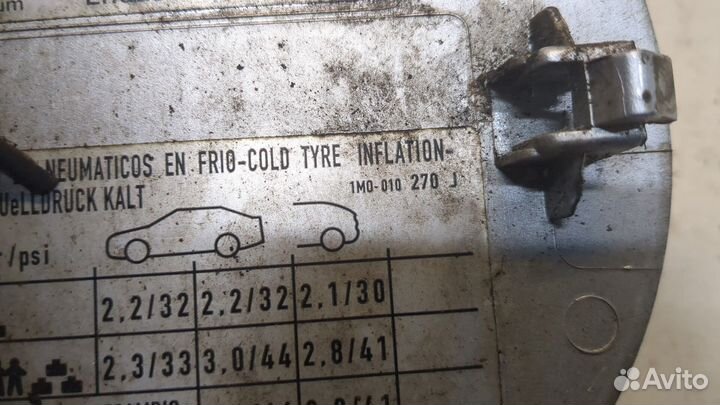 NEUMATICOS EN FRIO-COLD TYRE INFLATION-
UeLLDRUCK KALT
1M0-010 270 J
/psi
2,2/32 2,2/32 2,1/30
2,3/33 3,0/44 2,8/41
Avito